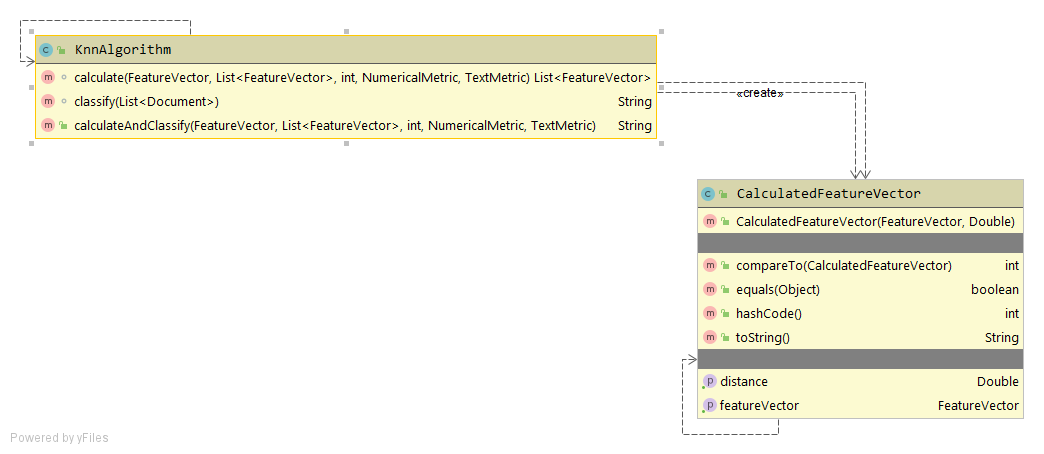 C KnnAlgorithm
m calculate(FeatureVector, List<FeatureVector>, int, NumericalMetric, TextMetric) List<FeatureVector>
m classify(List<Document>) String
m calculateAndClassify(FeatureVector, List<FeatureVector>, int, NumericalMetric, TextMetric) String
«create»
C CalculatedFeatureVector
m CalculatedFeatureVector(FeatureVector, Double)
m compareTo(CalculatedFeatureVector) int
m equals(Object) boolean
m hashCode() int
m toString() String
p distance Double
p featureVector FeatureVector
Powered by yFiles